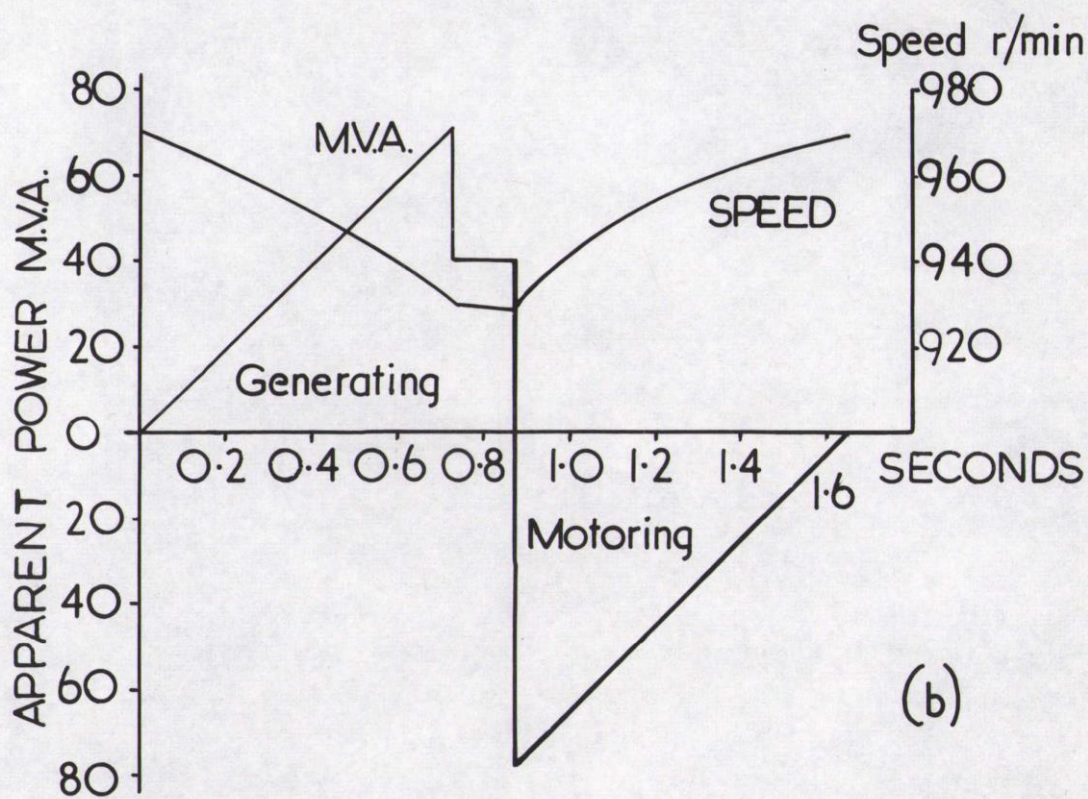 Speed r/min
80
60
40
20
0
20
40
60
80
APPARENT POWER M.V.A.
980
960
940
920
M.V.A.
SPEED
Generating
0·2 0·4 0·6 0·8 1·0 1·2 1·4 1·6 SECONDS
Motoring
(b)